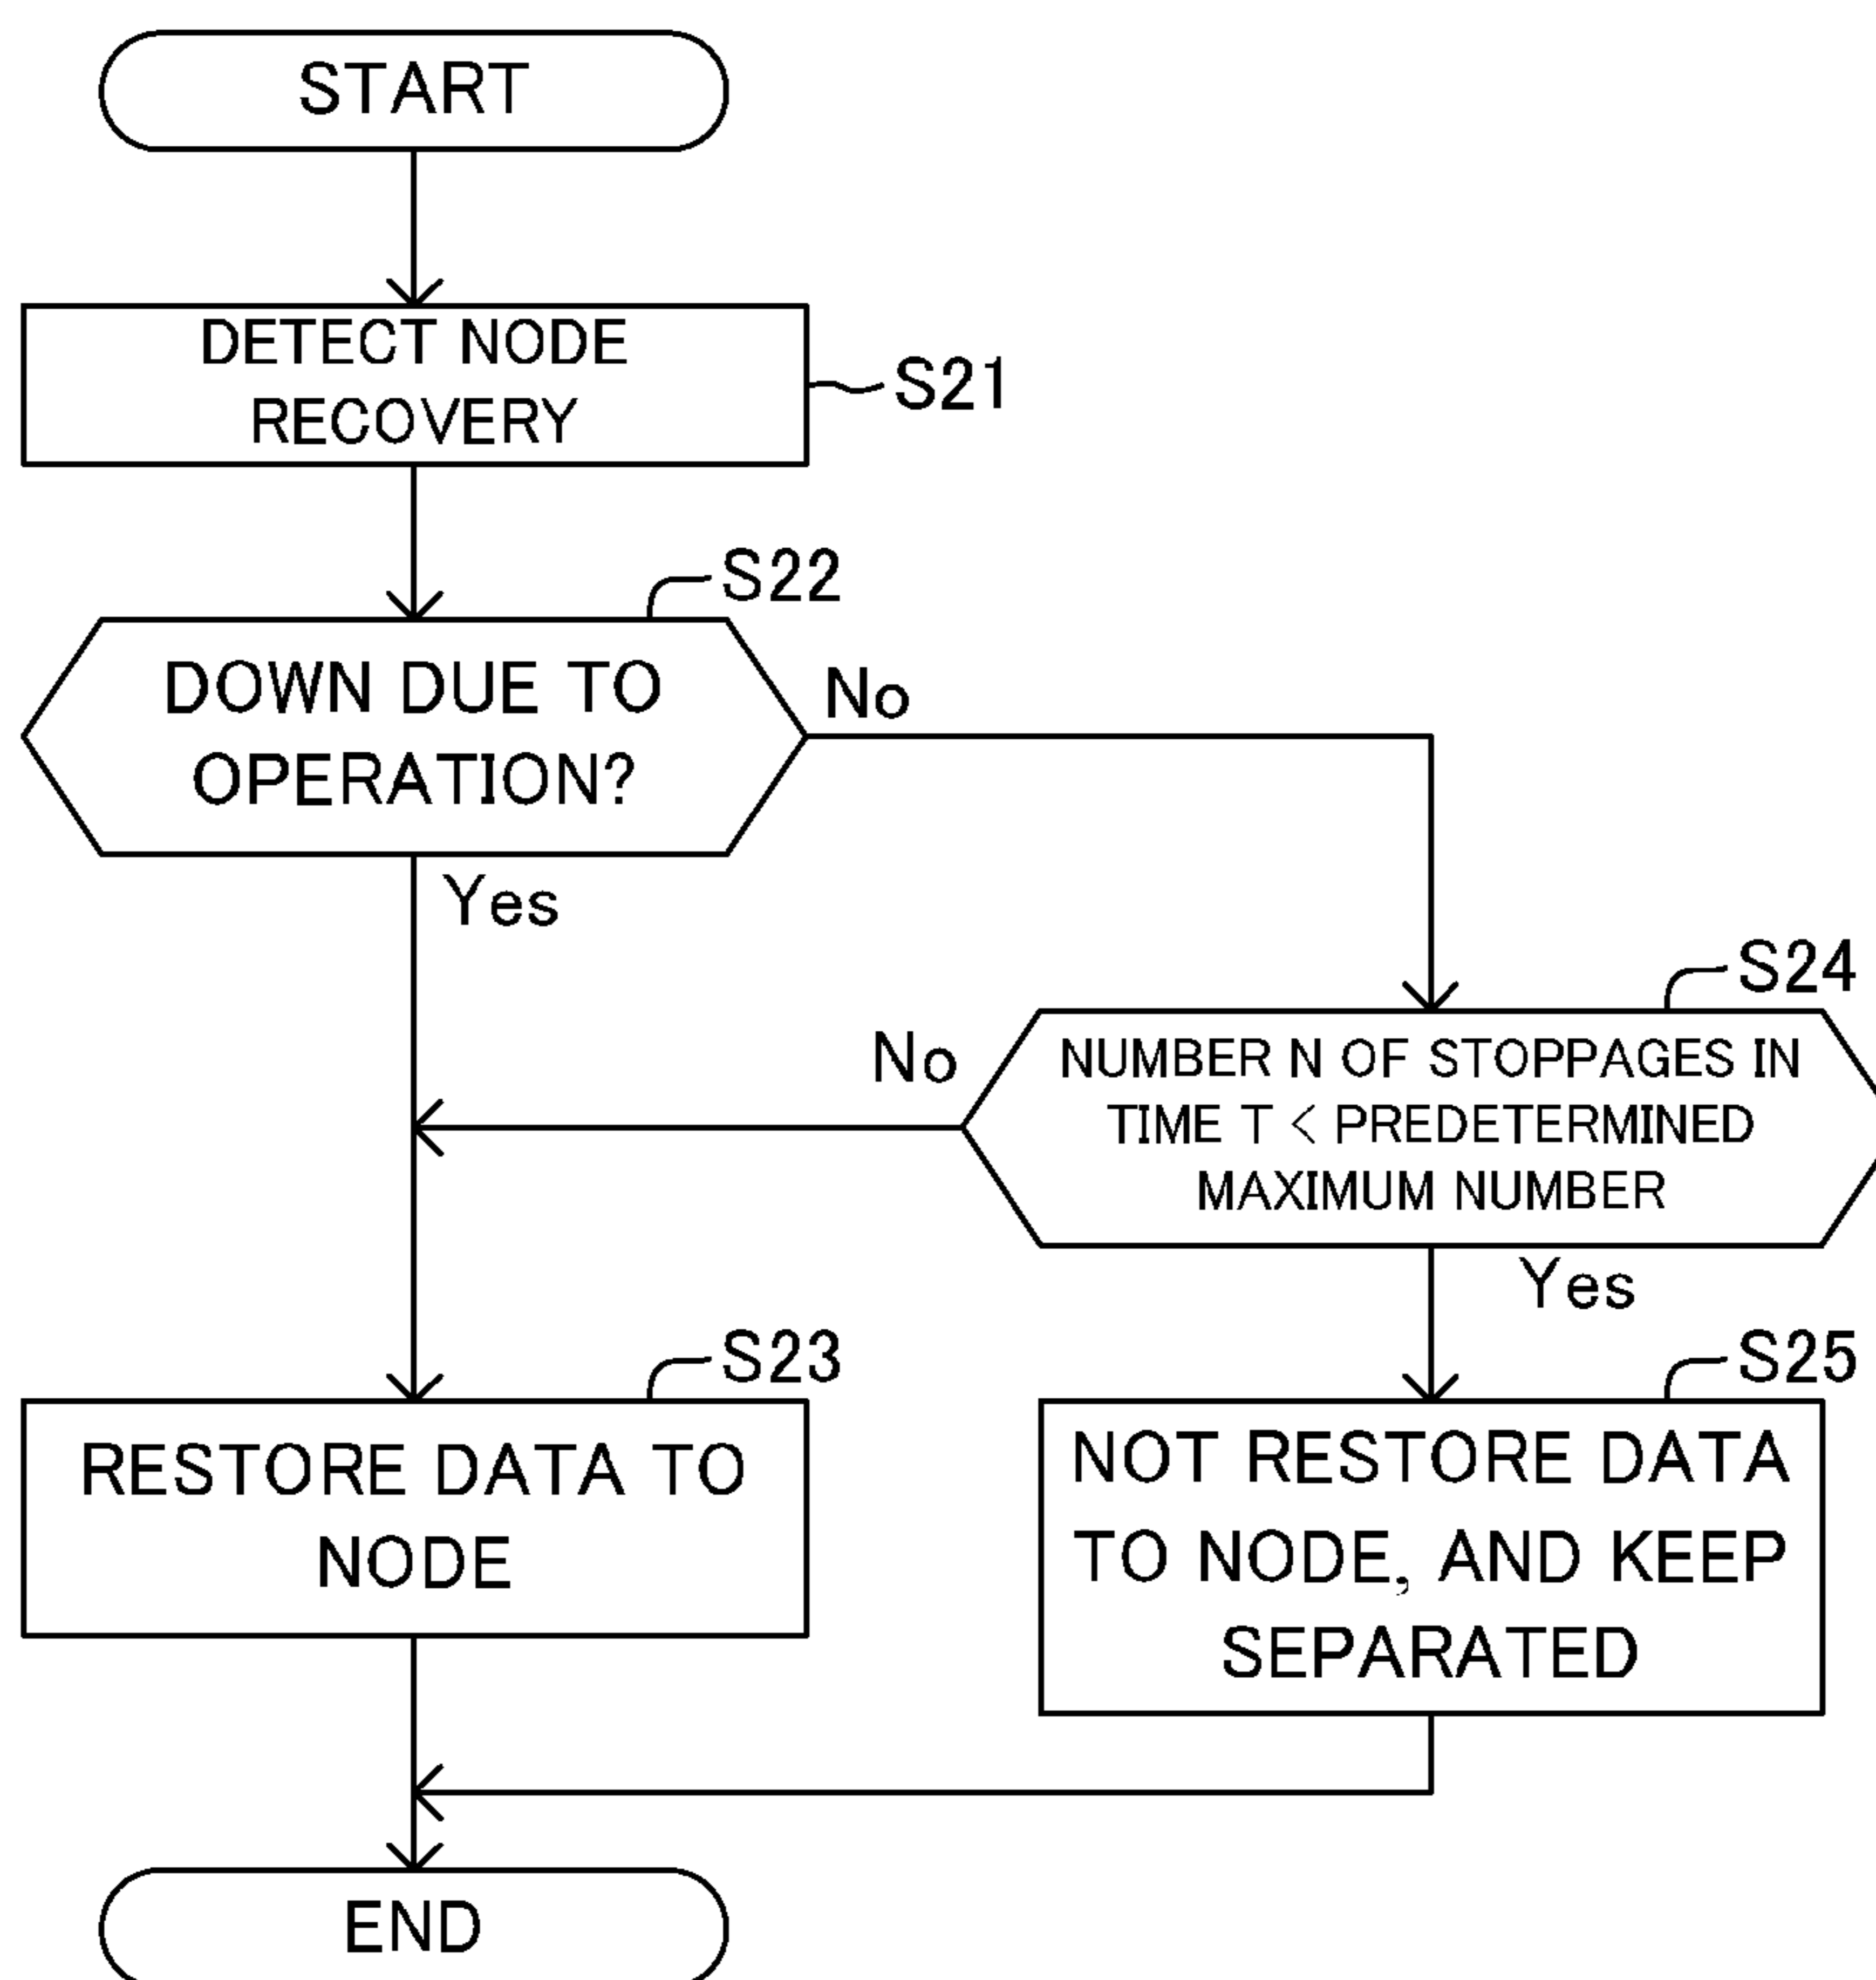 START
DETECT NODE
RECOVERY
S21
S22
DOWN DUE TO
OPERATION?
No
Yes
S24
NUMBER N OF STOPPAGES IN
TIME T < PREDETERMINED
MAXIMUM NUMBER
No
Yes
S23
RESTORE DATA TO
NODE
S25
NOT RESTORE DATA
TO NODE, AND KEEP
SEPARATED
END